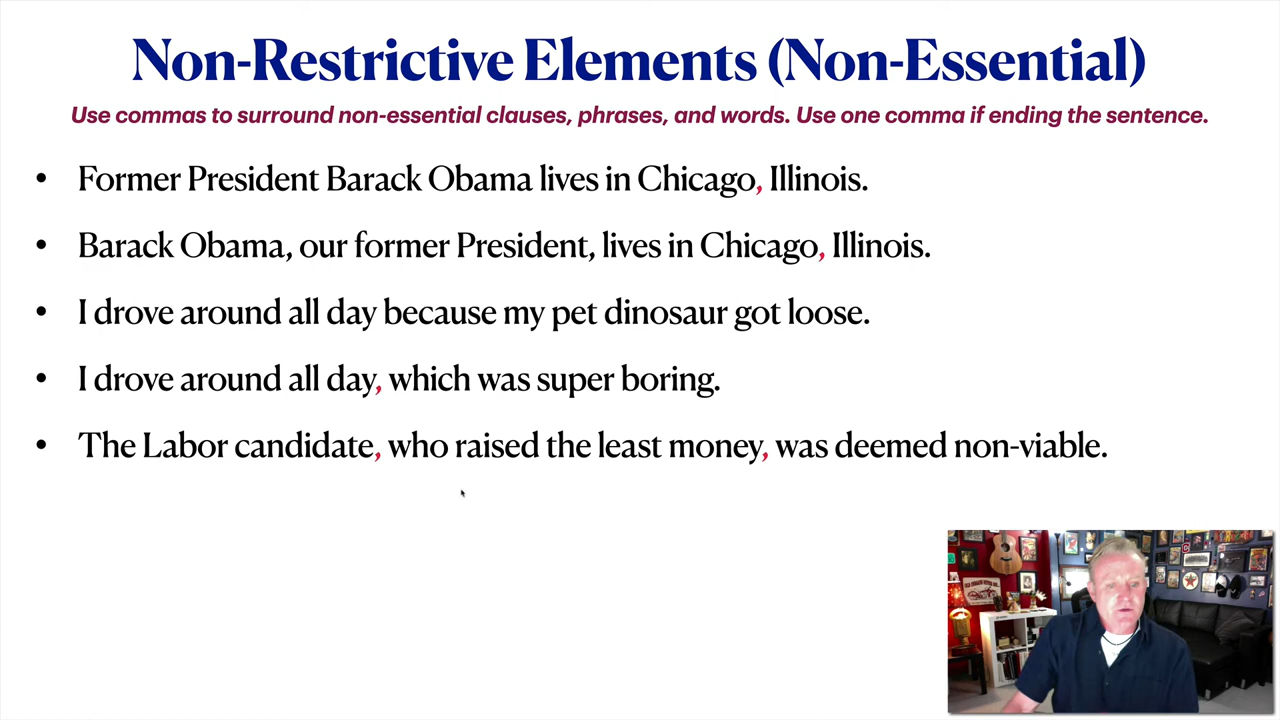 Non-Restrictive Elements (Non-Essential)
Use commas to surround non-essential clauses, phrases, and words. Use one comma if ending the sentence.
• Former President Barack Obama lives in Chicago, Illinois.
• Barack Obama, our former President, lives in Chicago, Illinois.
• I drove around all day because my pet dinosaur got loose.
• I drove around all day, which was super boring.
• The Labor candidate, who raised the least money, was deemed non-viable.